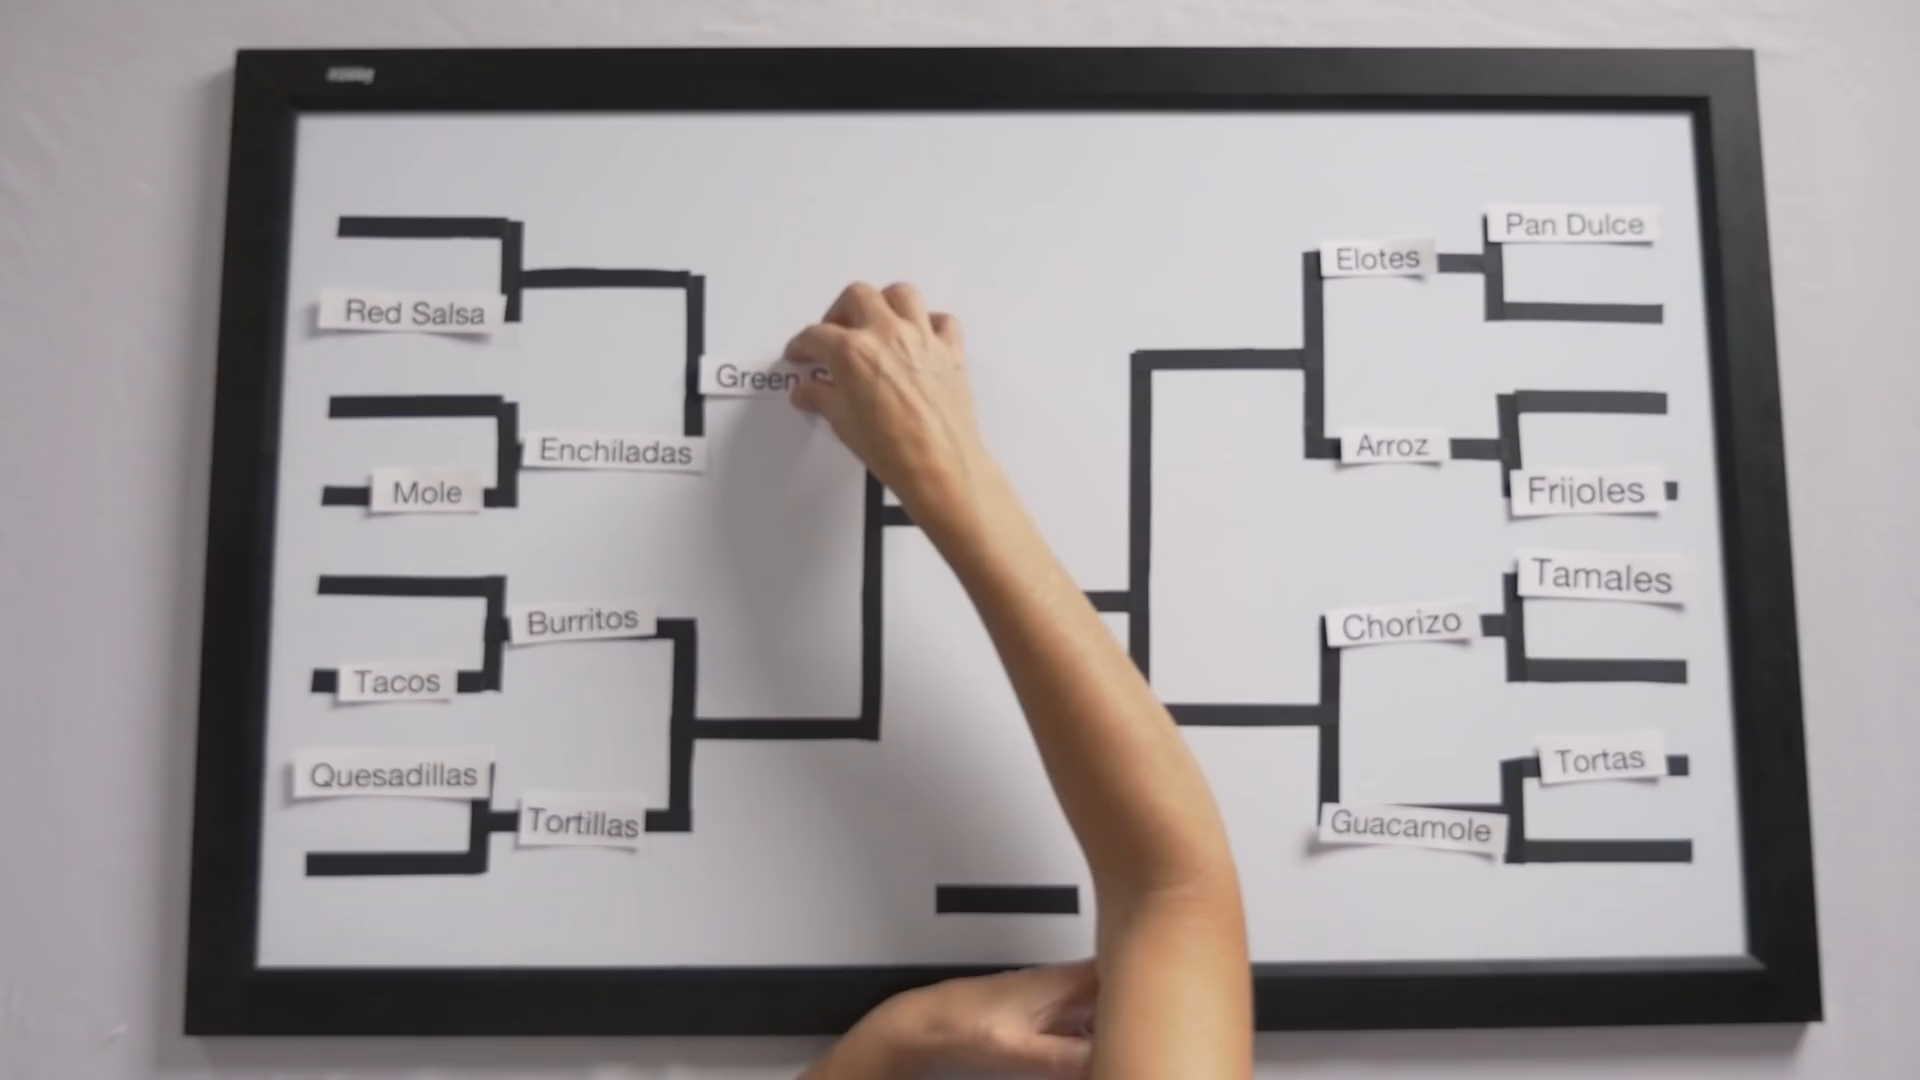 Red Salsa
Mole
Tacos
Quesadillas
Enchiladas
Burritos
Tortillas
Green
Elotes
Arroz
Chorizo
Guacamole
Pan Dulce
Frijoles
Tamales
Tortas